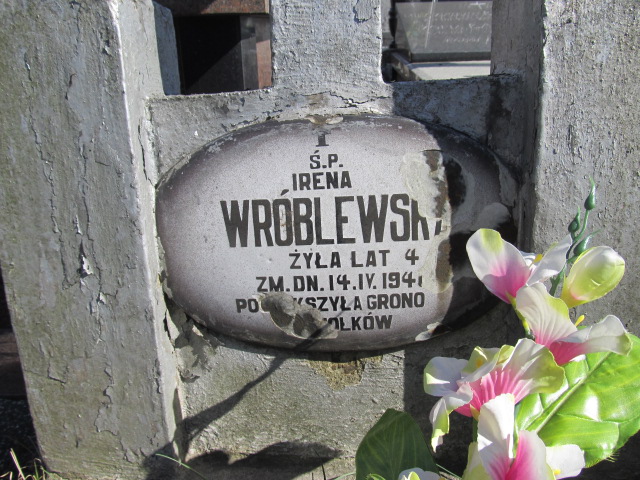 Ś.P.
IRENA
WRÓBLEWSK
ŻYŁA LAT 4
ZM. DN. 14. IV. 194
GRONO